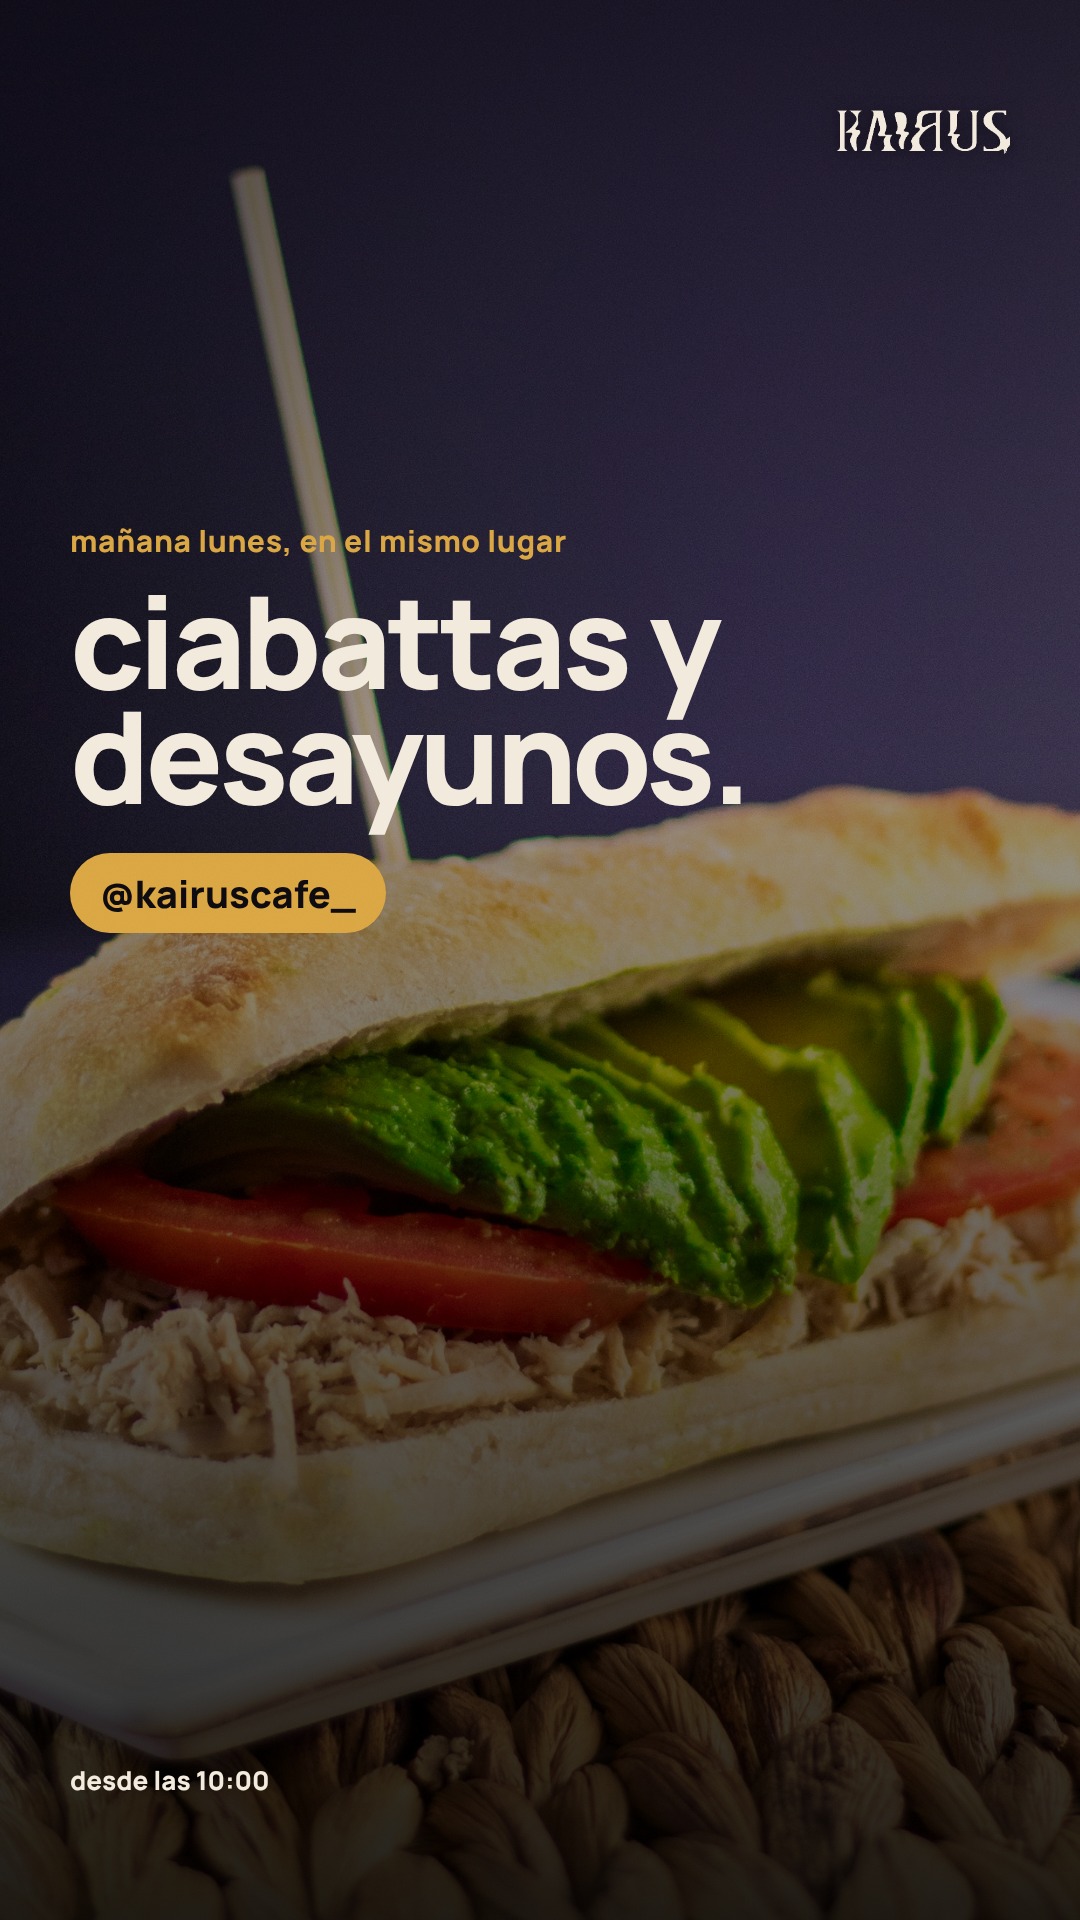 KAIRUS
mañana lunes, en el mismo lugar
ciabattas y
desayunos.
@kairuscafe_
desde las 10:00